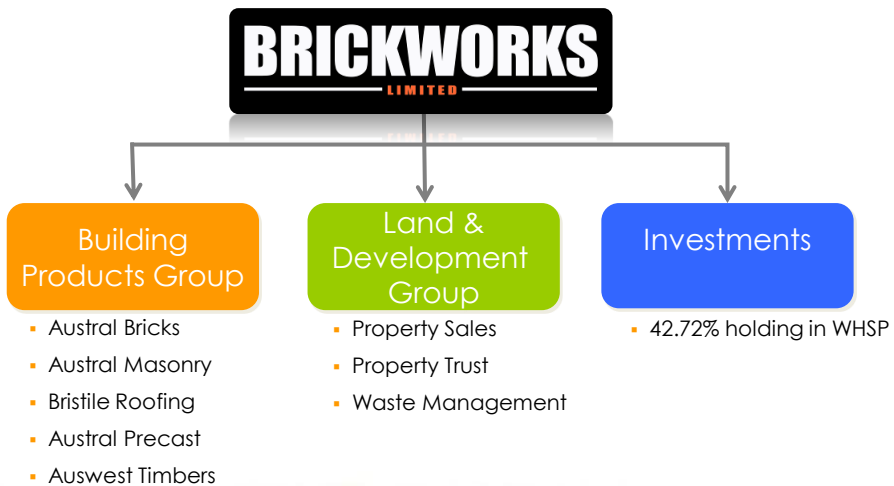 BRICKWORKS
LIMITED
Building
Products Group
Land &
Development
Group
Investments
▪ Austral Bricks
▪ Austral Masonry
▪ Bristile Roofing
▪ Austral Precast
▪ Auswest Timbers
▪ Property Sales
▪ Property Trust
▪ Waste Management
▪ 42.72% holding in WHSP